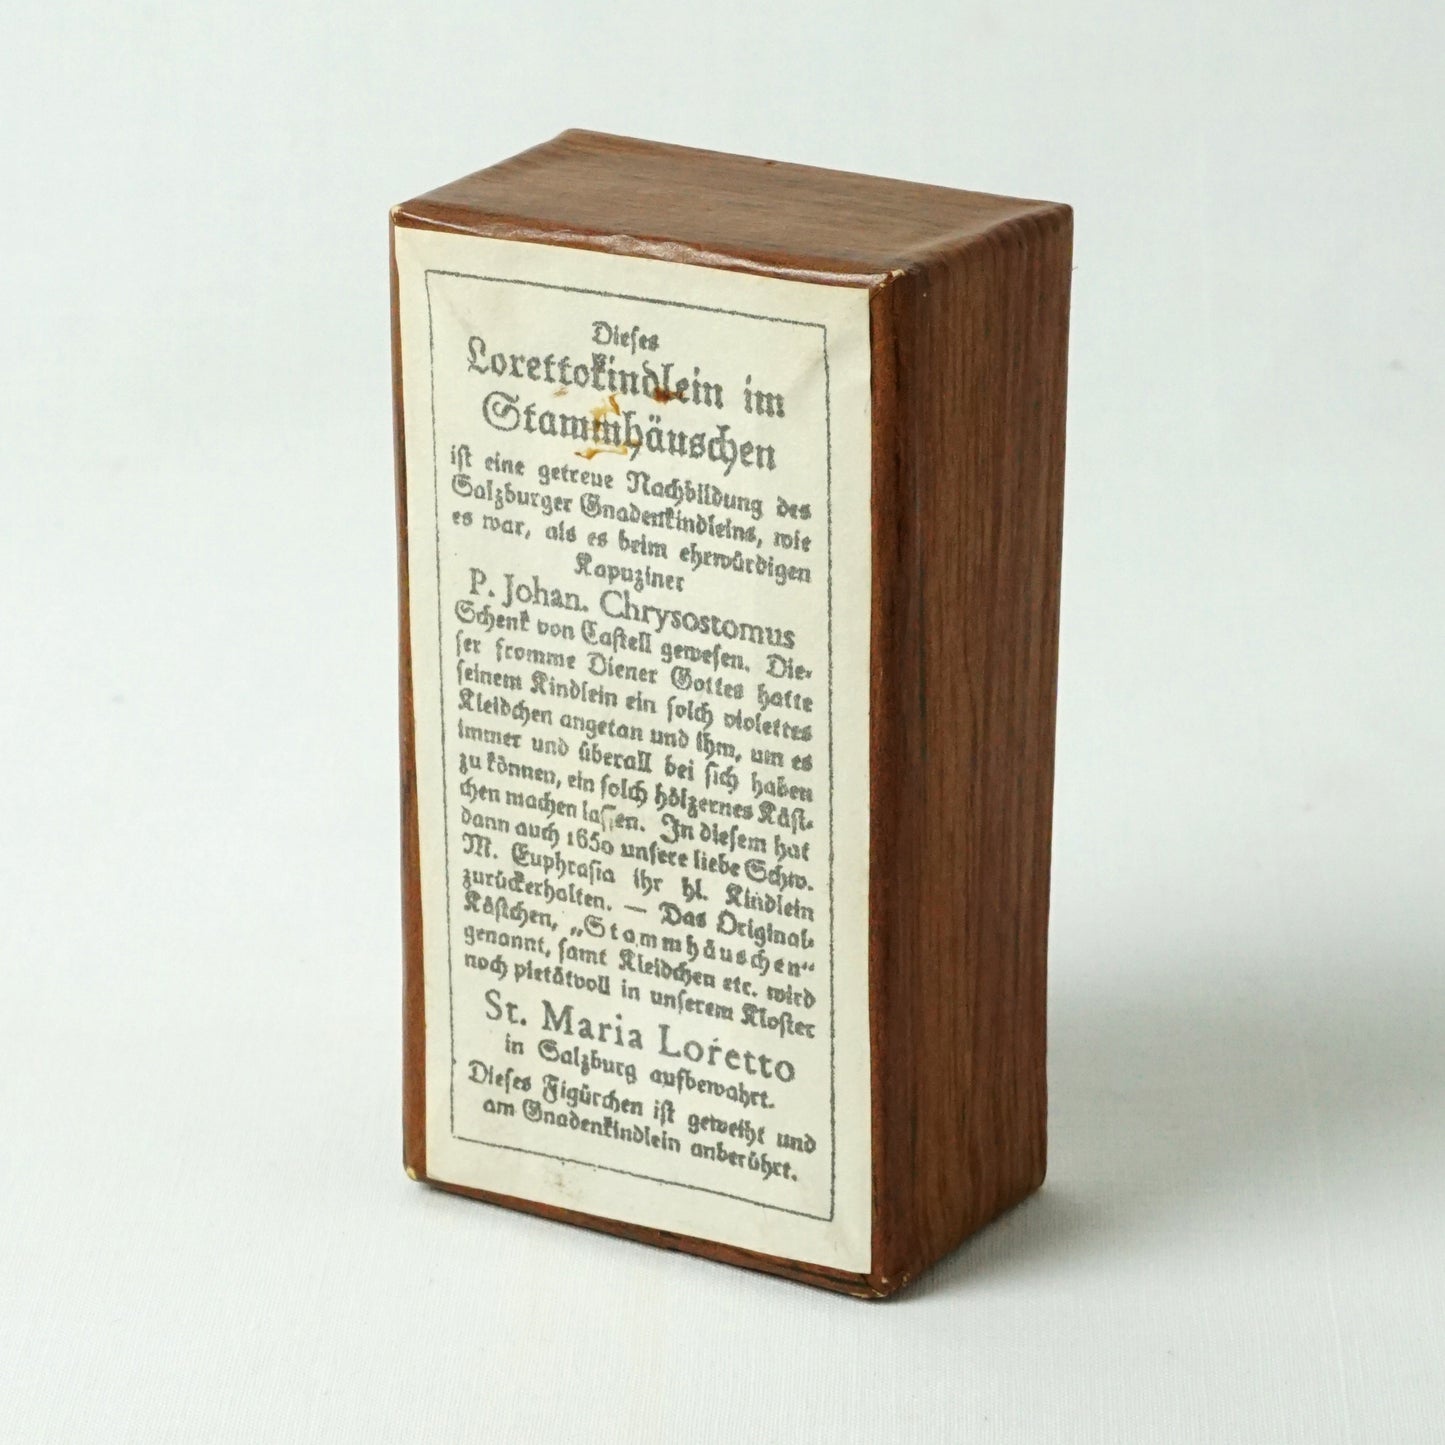 Dieses
Lorettokindlein im
Stammhäuschen
ist eine getreue Nachbildung des
Salzburger Gnadenkindleins, wie
es war, als es beim ehrwürdigen
Kapuziner
P. Johan. Chrysostomus
Schenk von Castell gewesen. Die-
ser fromme Diener Gottes hatte
seinem Kindlein ein solch violettes
Kleidchen angetan und ihm, um es
immer und überall bei sich haben
zu können, ein solch hölzernes Käst-
chen machen lassen. In diesem hat
dann auch 1650 unsere liebe Schw.
M. Euphrasia ihr hl. Kindlein
zurückerhalten. — Das Original-
Kästchen, „Stammhäuschen“
genannt, samt Kleidchen etc. wird
noch pietätvoll in unserem Kloster
St. Maria Loretto
in Salzburg aufbewahrt.
Dieses Figürchen ist geweiht und
am Gnadenkindlein anberührt.